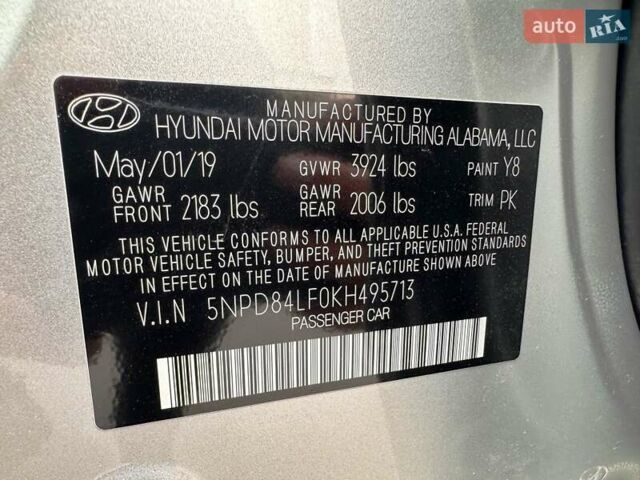 auto RIA
.com
MANUFACTURED BY
HYUNDAI MOTOR MANUFACTURING ALABAMA, LLC
May/01/19 GVWR 3924 lbs PAINT Y8
GAWR FRONT 2183 lbs GAWR REAR 2006 lbs TRIM PK
THIS VEHICLE CONFORMS TO ALL APPLICABLE U.S.A. FEDERAL
MOTOR VEHICLE SAFETY, BUMPER, AND THEFT PREVENTION STANDARDS
IN EFFECT ON THE DATE OF MANUFACTURE SHOWN ABOVE.
V.I.N 5NPD84LF0KH495713
PASSENGER CAR